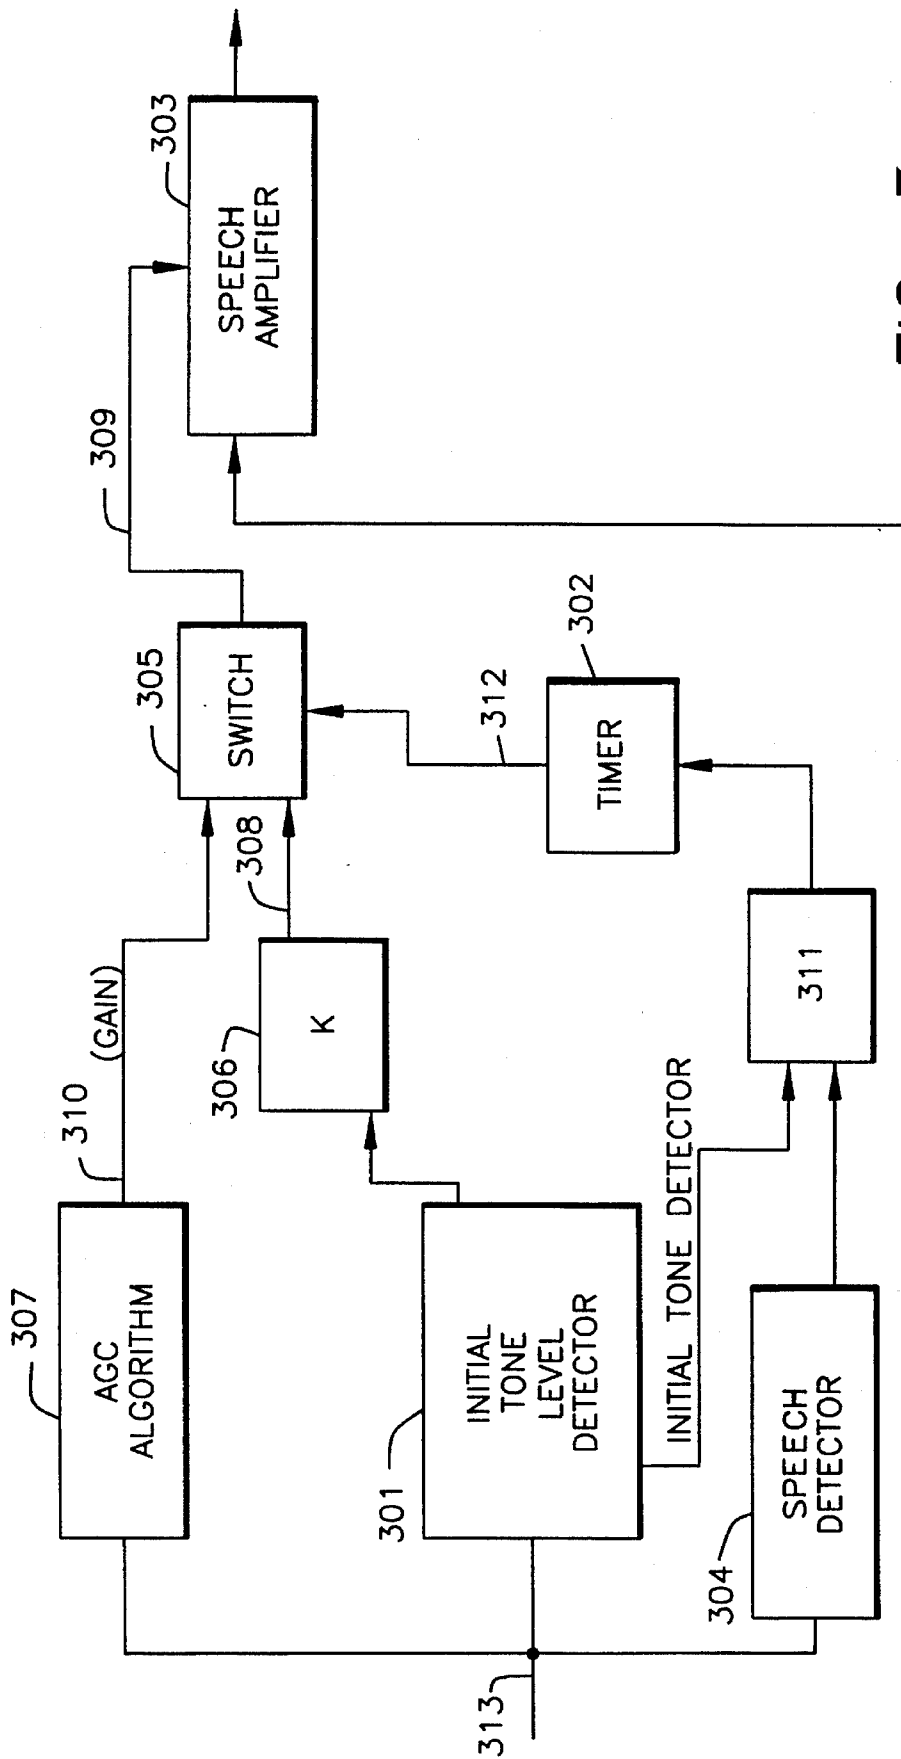 307
AGC
ALGORITHM
310
(GAIN)
305
SWITCH
309
303
SPEECH
AMPLIFIER
306
K
308
301
INITIAL
TONE
LEVEL
DETECTOR
INITIAL TONE DETECTOR
313
304
SPEECH
DETECTOR
311
312
302
TIMER